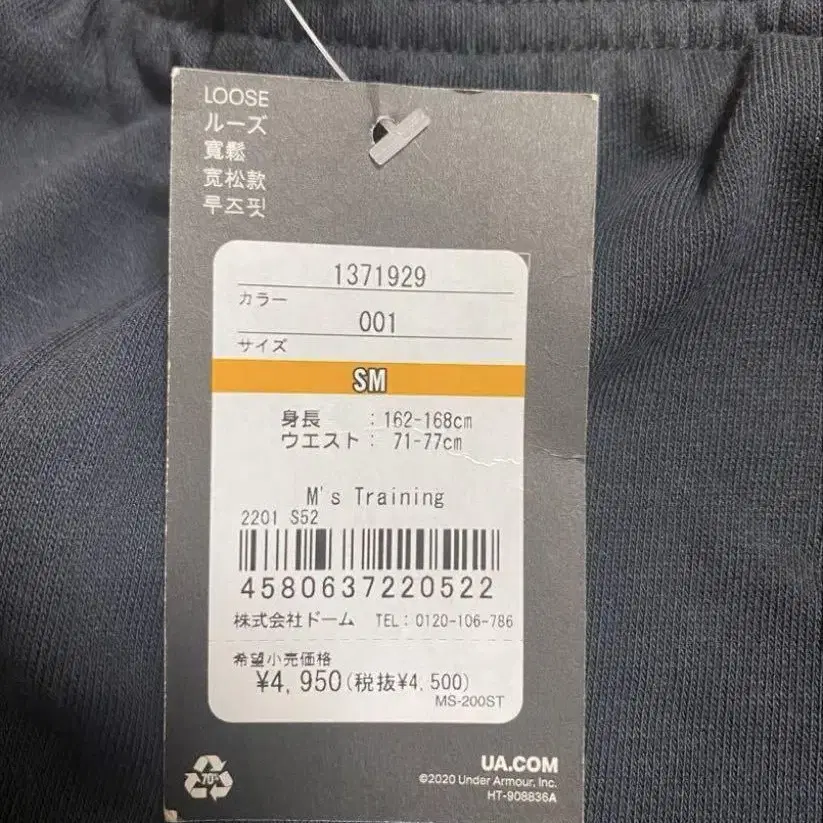 LOOSE
ルーズ
寬鬆
宽松款
루즈핏
1371929
カラー
001
サイズ
SM
身長 :162-168cm
ウエスト: 71-77cm
M's Training
2201 S52
4580637220522
株式会社ドーム TEL:0120-106-786
希望小売価格
¥4,950(税抜¥4,500)
MS-200ST
70%
UA.COM
©2020 Under Armour, Inc.
HT-908836A